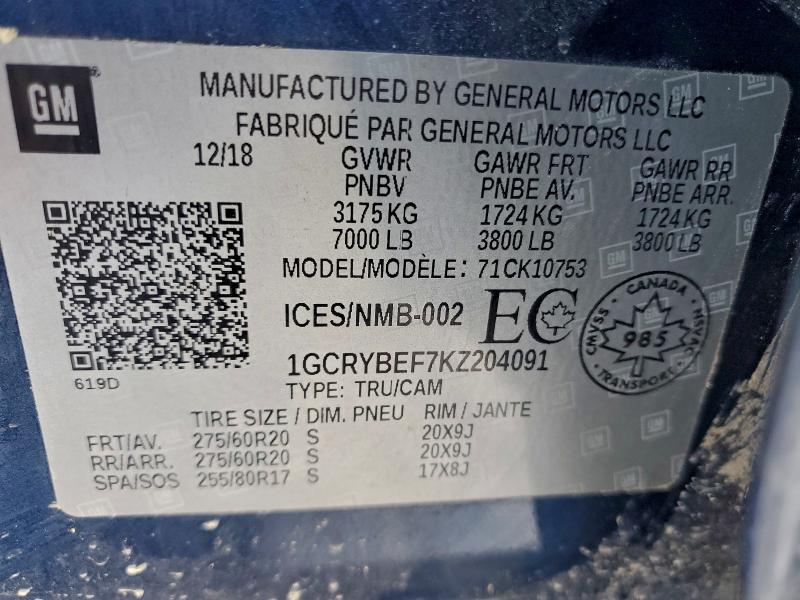 GM
MANUFACTURED BY GENERAL MOTORS LLC
FABRIQUÉ PAR GENERAL MOTORS LLC
12/18 GVWR GAWR FRT GAWR RR
PNBV PNBE AV. PNBE ARR.
3175 KG 1724 KG 1724 KG
7000 LB 3800 LB 3800 LB
MODEL/MODÈLE: 71CK10753
ICES/NMB-002 EC
CANADA
CMVSS 985 NSVAC
TRANSPORT
1GCRYBEF7KZ204091
619D
TYPE: TRU/CAM
TIRE SIZE / DIM. PNEU RIM / JANTE
FRT/AV. 275/60R20 S 20X9J
RR/ARR. 275/60R20 S 20X9J
SPA/SOS 255/80R17 S 17X8J